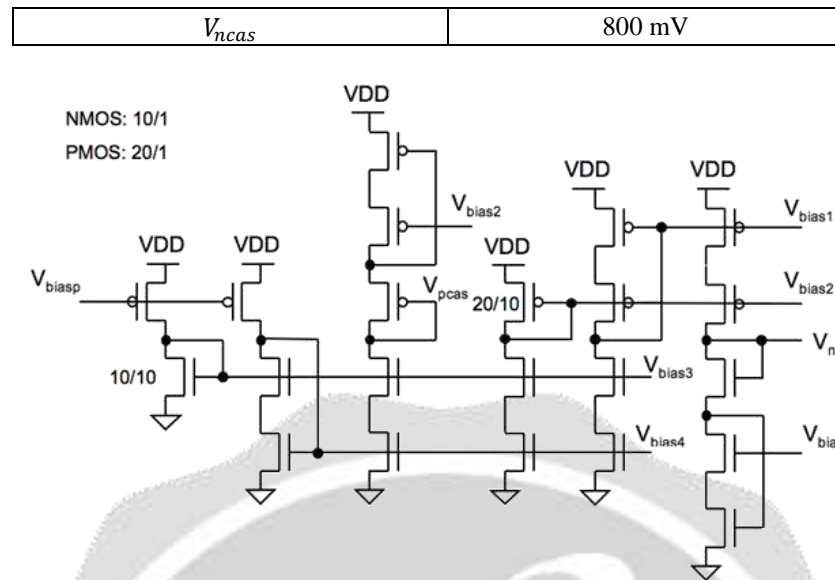 V_ncas 800 mV
NMOS: 10/1
PMOS: 20/1
VDD
V_bias2
VDD
VDD
V_bias1
VDD
VDD
VDD
V_biasp
V_pcas
20/10
V_bias2
10/10
V_bias3
V_bias4